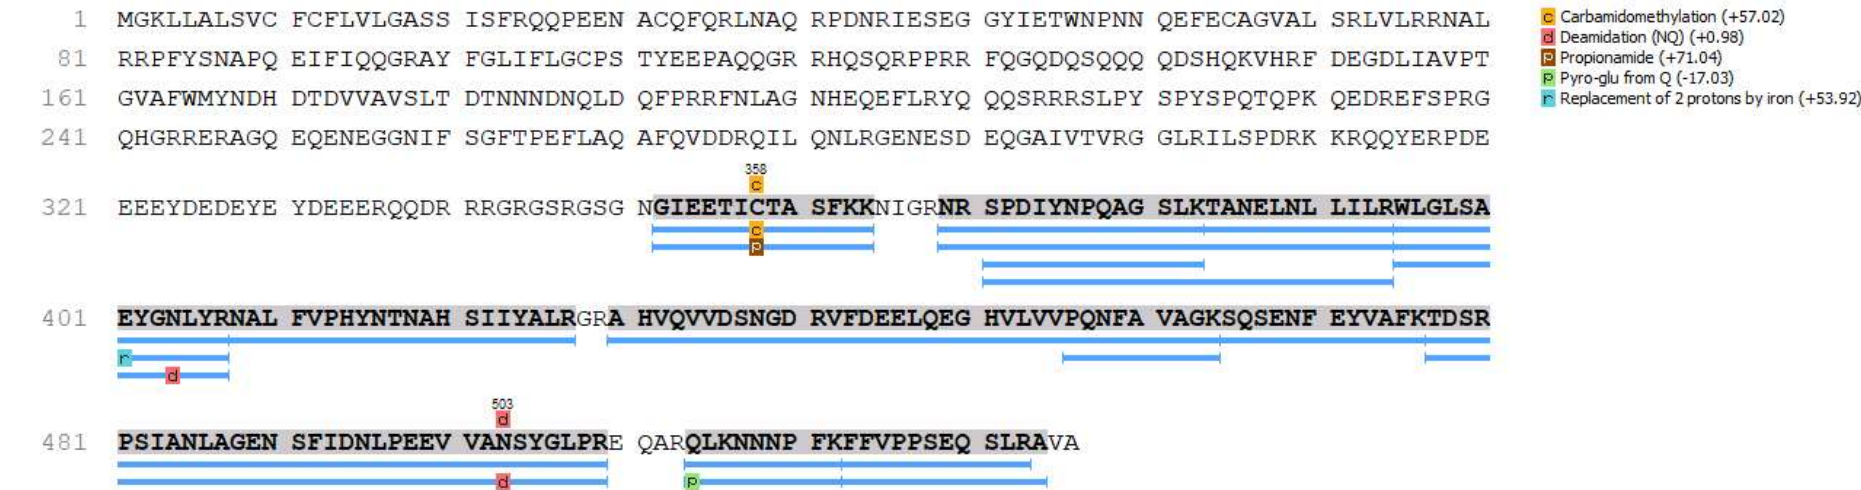 1 MGKLLALSVC FCFLVLGASS ISFRQQPEEN ACQFQRLNAQ RPDNRIESEG GYIETWNPNN QEFECAGVAL SRLVLRRNAL
c Carbamidomethylation (+57.02)
d Deamidation (NQ) (+0.98)
P Propionamide (+71.04)
p Pyro-glu from Q (-17.03)
r Replacement of 2 protons by iron (+53.92)
81 RRPFYSNAPQ EIFIQQGRAY FGLIFLGCPS TYEEPAQQGR RHQSQRPPRR FQGQDQSQQQ QDSHQKVHRF DEGDLIAVPT
161 GVAFWMYNDH DTDVVAVSLT DTNNNDNQLD QFPRRFNLAG NHEQEFLRYQ QQSRRRSLPY SPYSPQTQPK QEDREFSPRG
241 QHGRRERAGQ EQENEGGNIF SGFTPEFLAQ AFQVDDRQIL QNLRGENESD EQGAIVTVRG GLRILSPDRK KRQQYERPDE
358
c
321 EEEYDEDEYE YDEEERQQDR RRGRGSRGSG NGIEETICTA SFKKNIGRNR SPDIYNPQAG SLKTANELNL LILRWLGLSA
c
P
401 EYGNLYRNAL FVPHYNTNAH SIIYALRGRA HVQVVDSNGD RVFDEELQEG HVLVVPQNFA VAGKSQSENF EYVAFKTDSR
r
d
503
d
481 PSIANLAGEN SFIDNLPEEV VANSYGLPRE QARQLKNNNP FKFFVPPSEQ SLRAVA
d p